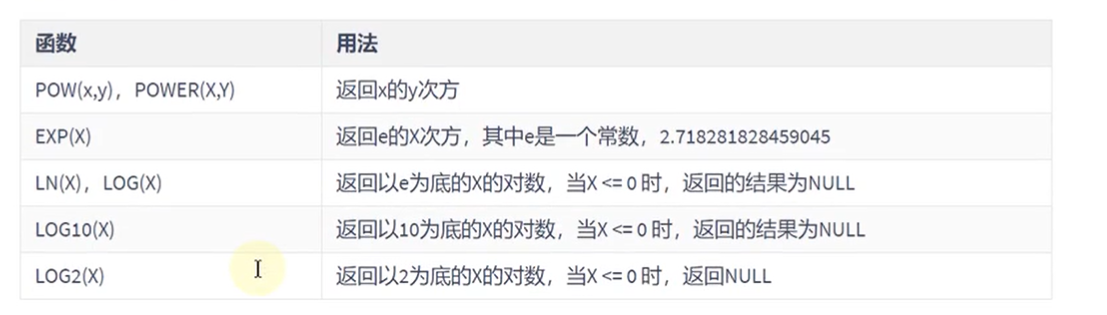 函数 用法
POW(x,y)，POWER(X,Y) 返回x的y次方
EXP(X) 返回e的X次方，其中e是一个常数，2.718281828459045
LN(X)，LOG(X) 返回以e为底的X的对数，当X <= 0 时，返回的结果为NULL
LOG10(X) 返回以10为底的X的对数，当X <= 0 时，返回的结果为NULL
LOG2(X) 返回以2为底的X的对数，当X <= 0 时，返回NULL